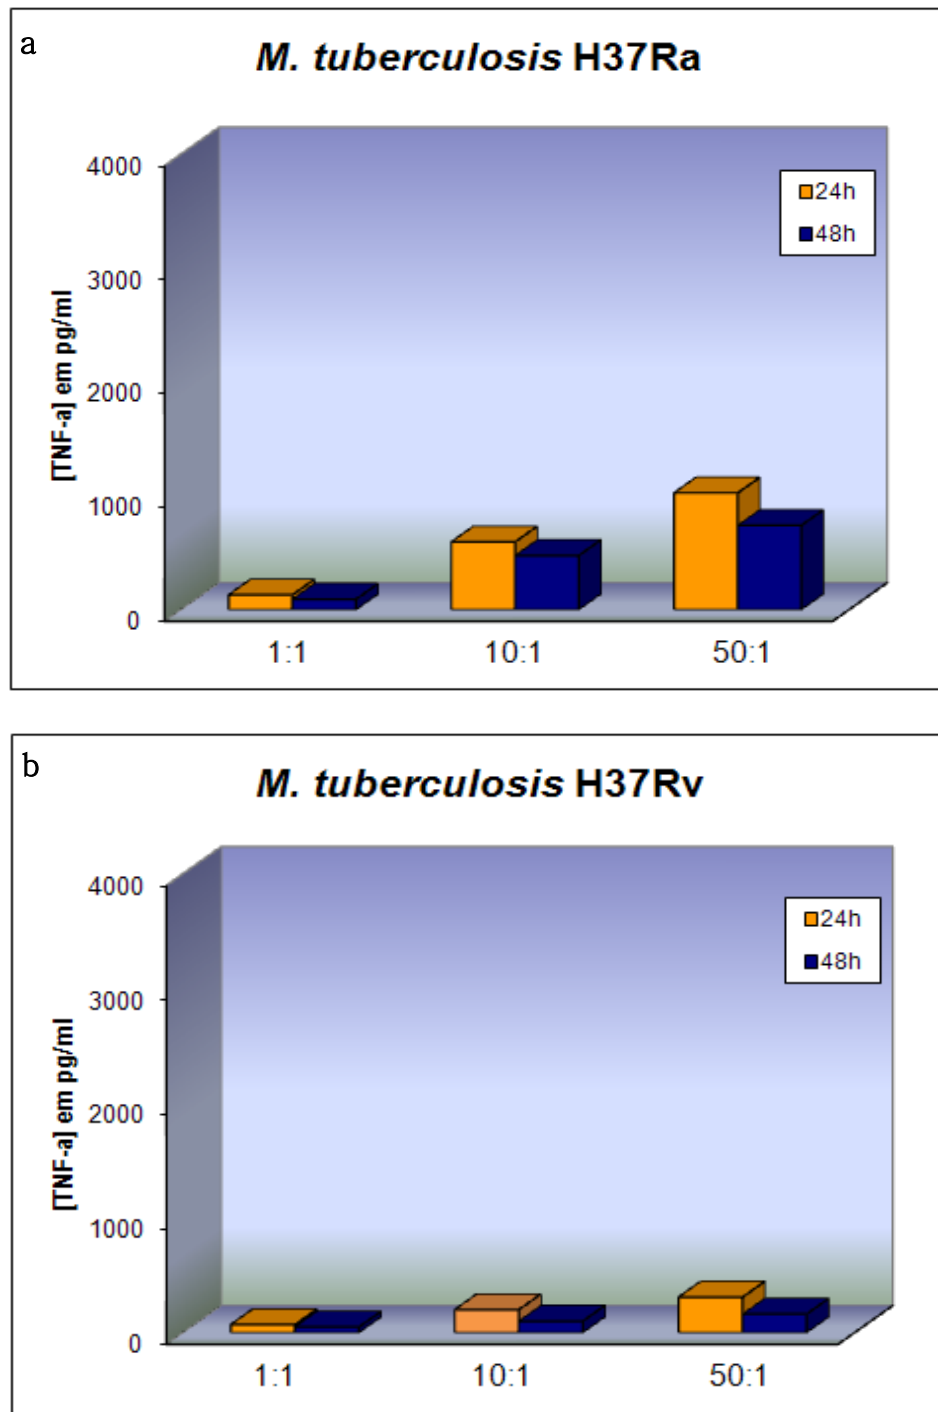 a
M. tuberculosis H37Ra
4000
3000
2000
1000
0
[TNF-a] em pg/ml
24h
48h
1:1
10:1
50:1
b
M. tuberculosis H37Rv
4000
3000
2000
1000
0
[TNF-a] em pg/ml
24h
48h
1:1
10:1
50:1